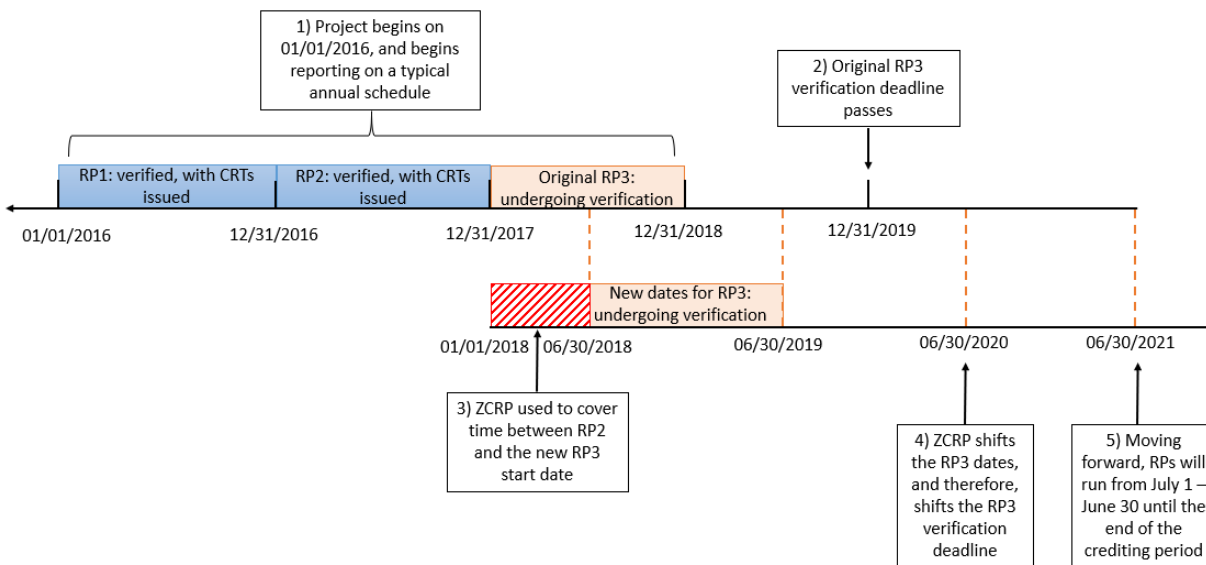 1) Project begins on
01/01/2016, and begins
reporting on a typical
annual schedule
2) Original RP3
verification deadline
passes
RP1: verified, with CRTs
issued
RP2: verified, with CRTs
issued
Original RP3:
undergoing verification
01/01/2016
12/31/2016
12/31/2017
12/31/2018
12/31/2019
New dates for RP3:
undergoing verification
01/01/2018
06/30/2018
06/30/2019
06/30/2020
06/30/2021
3) ZCRP used to cover
time between RP2
and the new RP3
start date
4) ZCRP shifts
the RP3 dates,
and therefore,
shifts the RP3
verification
deadline
5) Moving
forward, RPs will
run from July 1 –
June 30 until the
end of the
crediting period